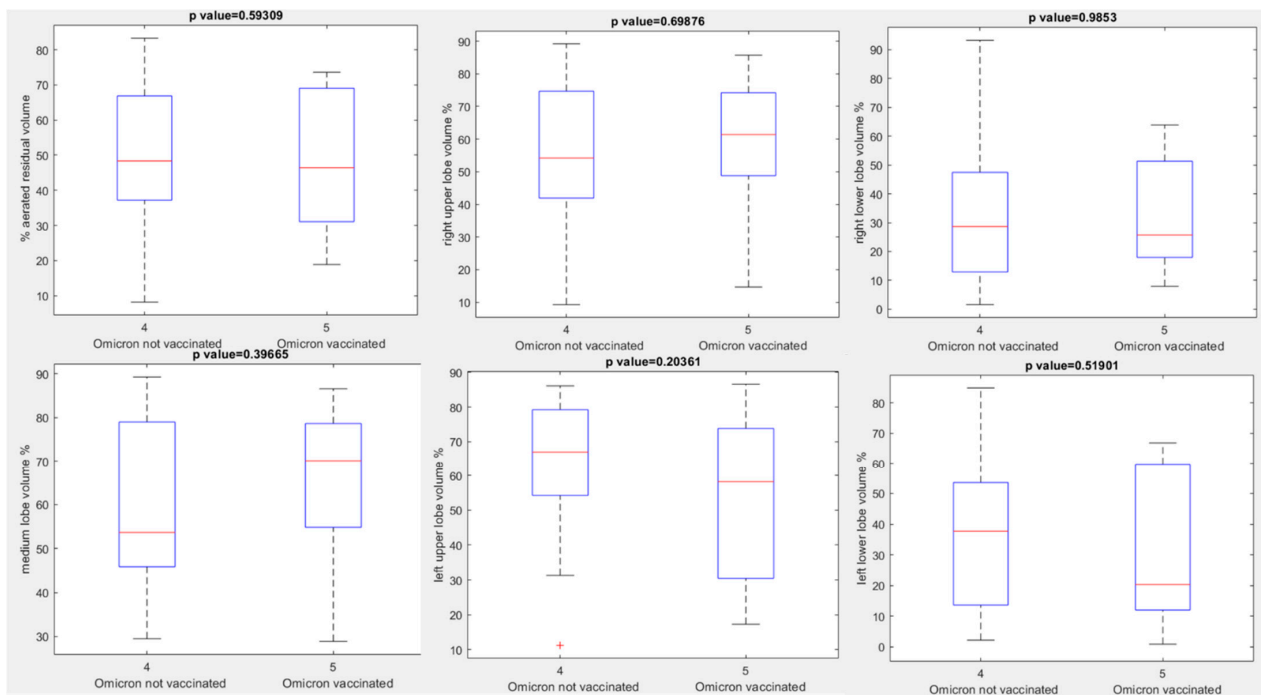 p value=0.59309
% aerated residual volume
80
70
60
50
40
30
20
10
4
5
Omicron not vaccinated
Omicron vaccinated
p value=0.69876
right upper lobe volume %
90
80
70
60
50
40
30
20
10
4
5
Omicron not vaccinated
Omicron vaccinated
p value=0.9853
right lower lobe volume %
90
80
70
60
50
40
30
20
10
0
4
5
Omicron not vaccinated
Omicron vaccinated
p value=0.39665
medium lobe volume %
90
80
70
60
50
40
30
4
5
Omicron not vaccinated
Omicron vaccinated
p value=0.20361
left upper lobe volume %
90
80
70
60
50
40
30
20
10
4
5
Omicron not vaccinated
Omicron vaccinated
p value=0.51901
left lower lobe volume %
80
70
60
50
40
30
20
10
0
4
5
Omicron not vaccinated
Omicron vaccinated